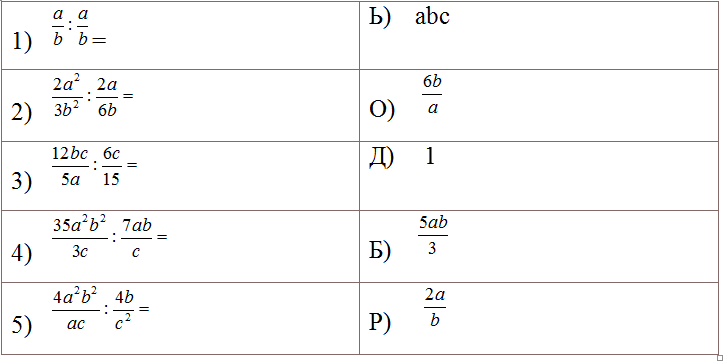 1) a/b : a/b =
Ь) abc
2) 2a²/3b² : 2a/6b =
О) 6b/a
3) 12bc/5a : 6c/15 =
Д) 1
4) 35a²b²/3c : 7ab/c =
Б) 5ab/3
5) 4a²b²/ac : 4b/c² =
Р) 2a/b